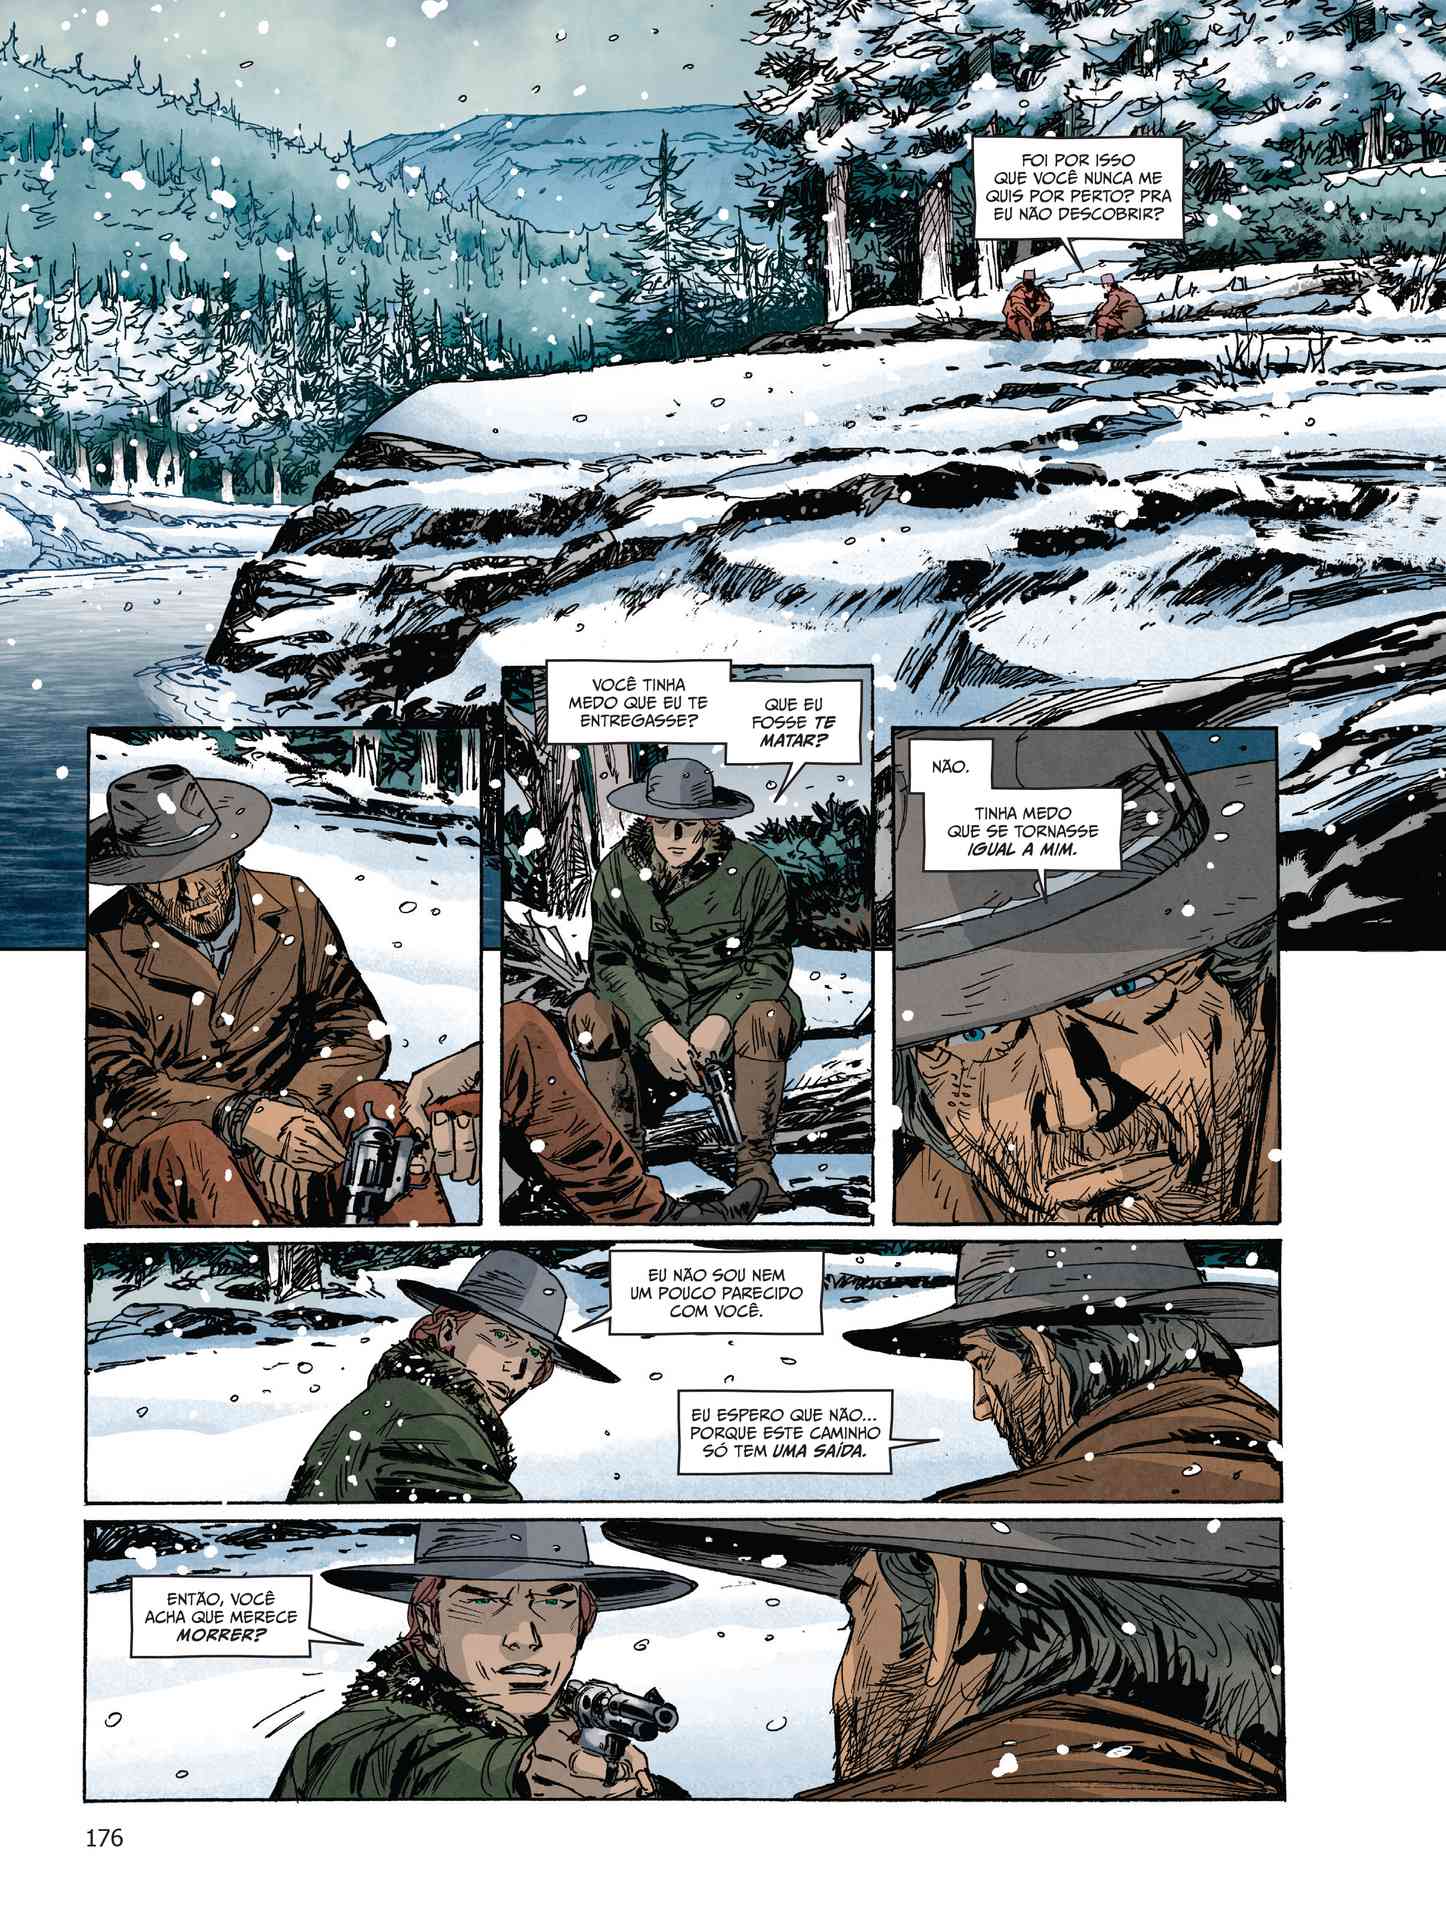 FOI POR ISSO
QUE VOCÊ NUNCA ME
QUIS POR PERTO? PRA
EU NÃO DESCOBRIR?
VOCÊ TINHA
MEDO QUE EU TE
ENTREGASSE?
QUE EU
FOSSE TE
MATAR?
NÃO.
TINHA MEDO
QUE SE TORNASSE
IGUAL A MIM.
EU NÃO SOU NEM
UM POUCO PARECIDO
COM VOCÊ.
EU ESPERO QUE NÃO...
PORQUE ESTE CAMINHO
SÓ TEM UMA SAÍDA.
ENTÃO, VOCÊ
ACHA QUE MERECE
MORRER?
176